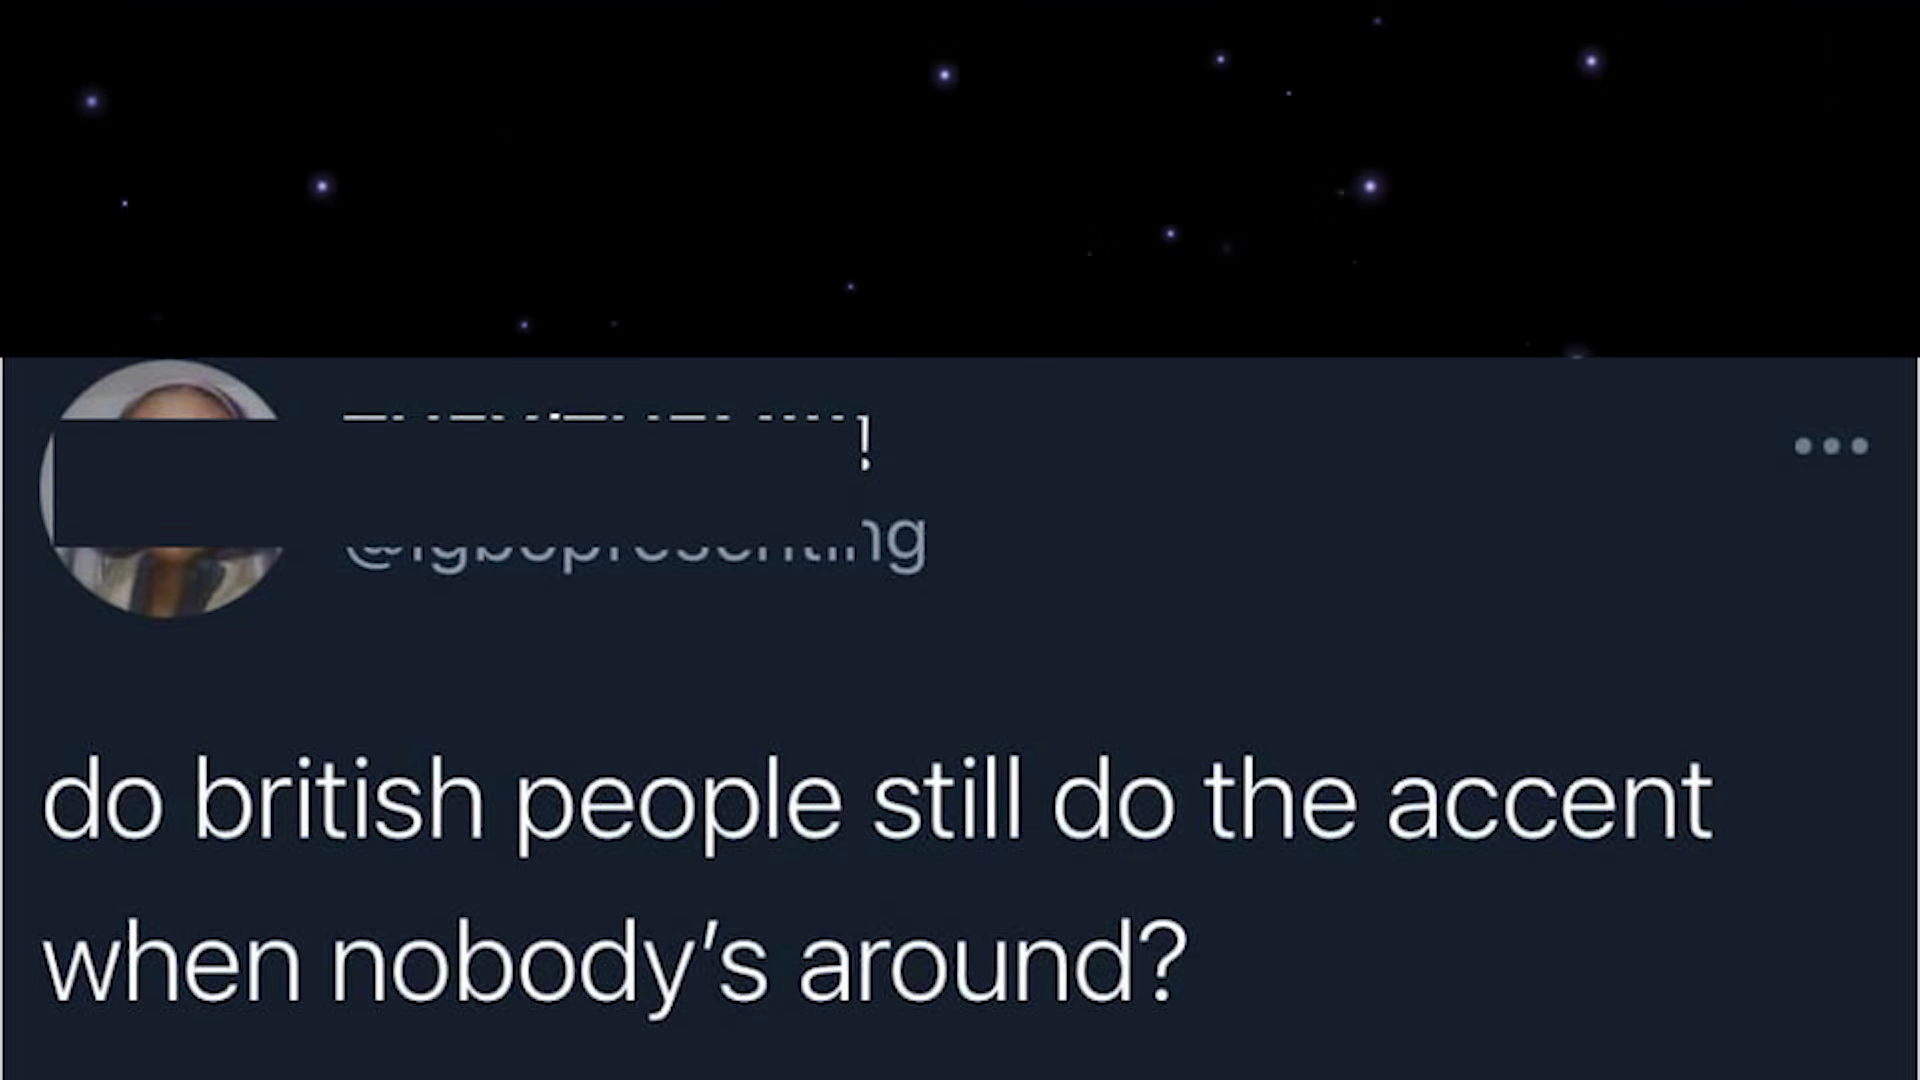 !
do british people still do the accent
when nobody's around?